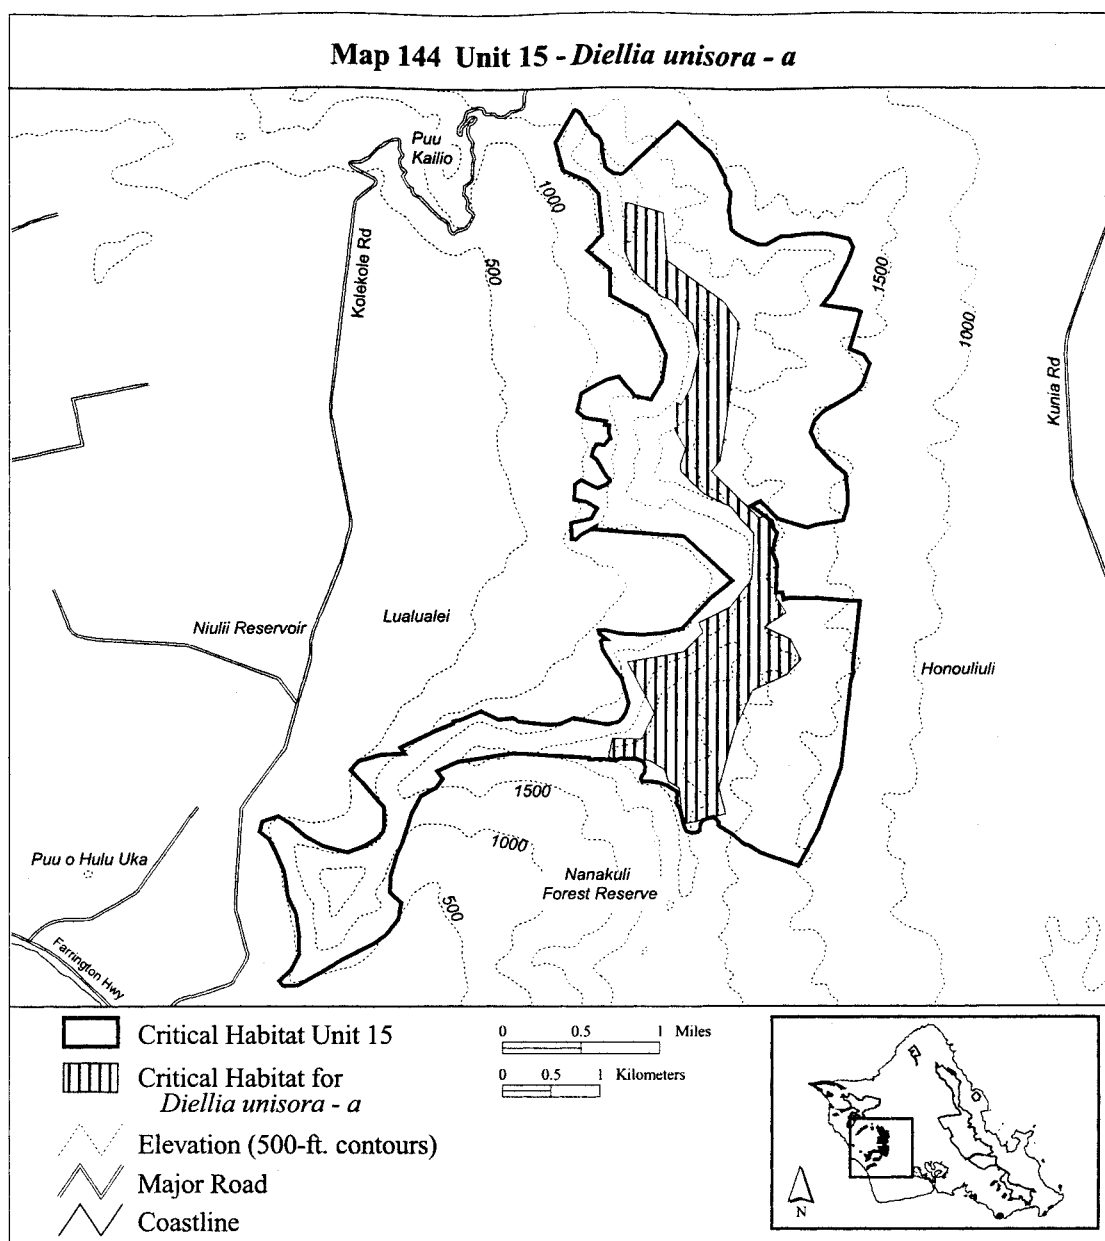 Map 144 Unit 15 - Diellia unisora - a
Puu
Kailio
1000
500
Kolekole Rd
1500
1000
Kunia Rd
Niulii Reservoir
Lualualei
Honouliuli
1500
1000
500
Puu o Hulu Uka
Nanakuli
Forest Reserve
Farrington Hwy
Critical Habitat Unit 15
Critical Habitat for
Diellia unisora - a
Elevation (500-ft. contours)
Major Road
Coastline
0 0.5 1 Miles
0 0.5 1 Kilometers
N